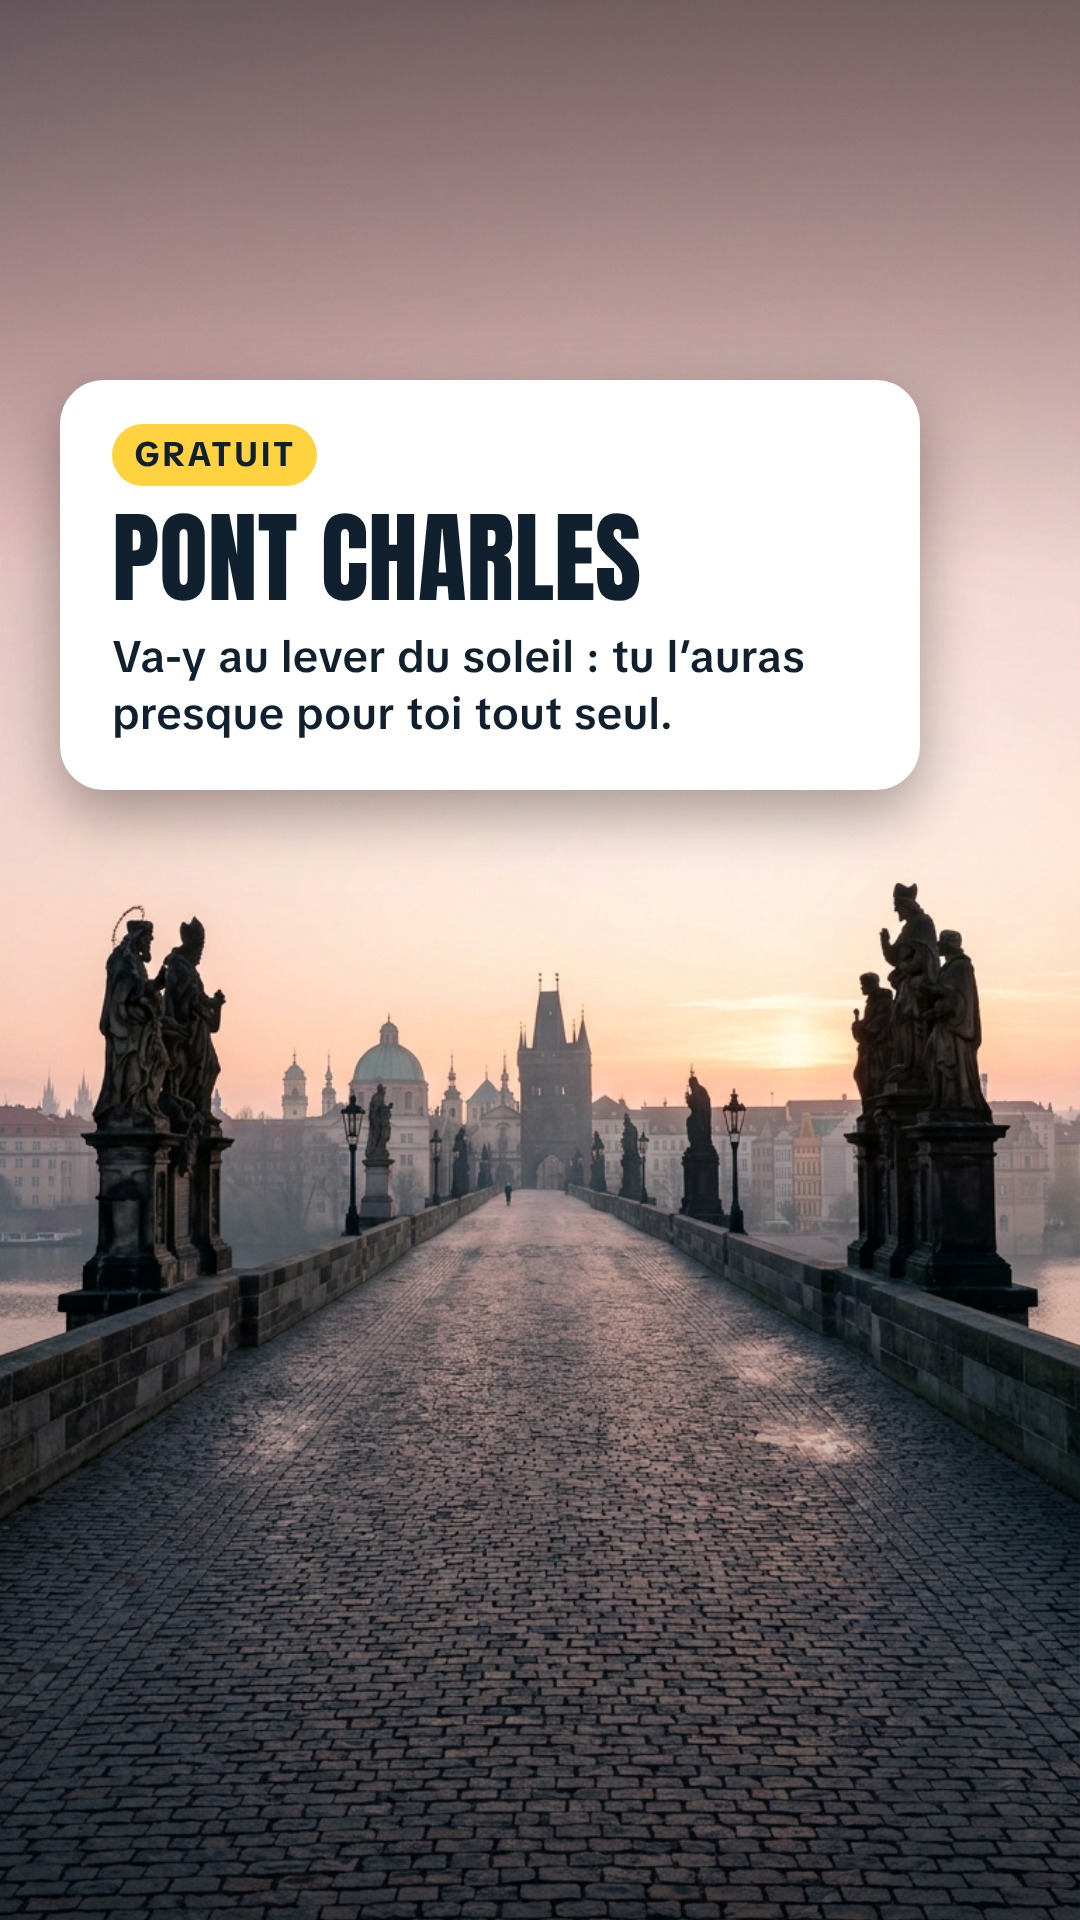 GRATUIT
PONT CHARLES
Va-y au lever du soleil : tu l’auras
presque pour toi tout seul.